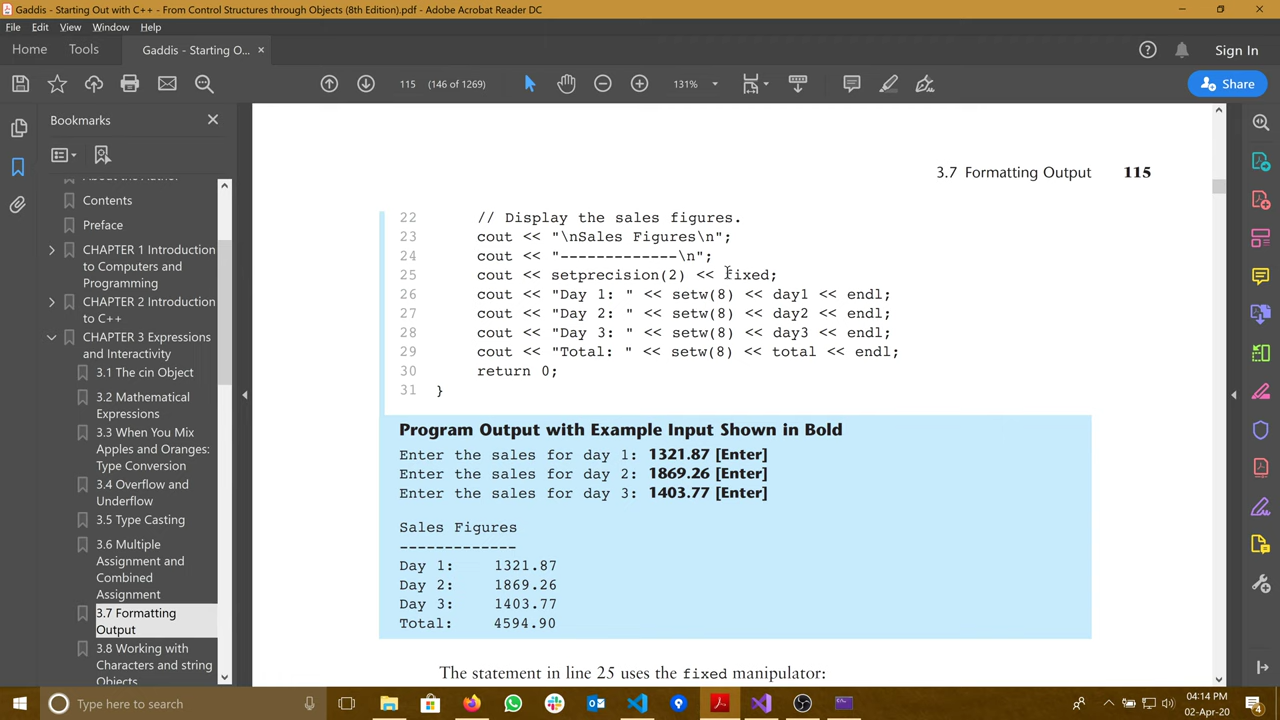 Gaddis - Starting Out with C++ - From Control Structures through Objects (8th Edition).pdf - Adobe Acrobat Reader DC
File Edit View Window Help
Home Tools Gaddis - Starting O... × Sign In
115 (146 of 1269) 131% Share
Bookmarks
Contents
Preface
CHAPTER 1 Introduction
to Computers and
Programming
CHAPTER 2 Introduction
to C++
CHAPTER 3 Expressions
and Interactivity
3.1 The cin Object
3.2 Mathematical
Expressions
3.3 When You Mix
Apples and Oranges:
Type Conversion
3.4 Overflow and
Underflow
3.5 Type Casting
3.6 Multiple
Assignment and
Combined
Assignment
3.7 Formatting
Output
3.8 Working with
Characters and string
Objects
3.7 Formatting Output 115
22 // Display the sales figures.
23 cout << "\nSales Figures\n";
24 cout << "-------------\n";
25 cout << setprecision(2) << fixed;
26 cout << "Day 1: " << setw(8) << day1 << endl;
27 cout << "Day 2: " << setw(8) << day2 << endl;
28 cout << "Day 3: " << setw(8) << day3 << endl;
29 cout << "Total: " << setw(8) << total << endl;
30 return 0;
31 }
Program Output with Example Input Shown in Bold
Enter the sales for day 1: 1321.87 [Enter]
Enter the sales for day 2: 1869.26 [Enter]
Enter the sales for day 3: 1403.77 [Enter]
Sales Figures
-------------
Day 1: 1321.87
Day 2: 1869.26
Day 3: 1403.77
Total: 4594.90
The statement in line 25 uses the fixed manipulator:
Type here to search
04:14 PM
02-Apr-20
4